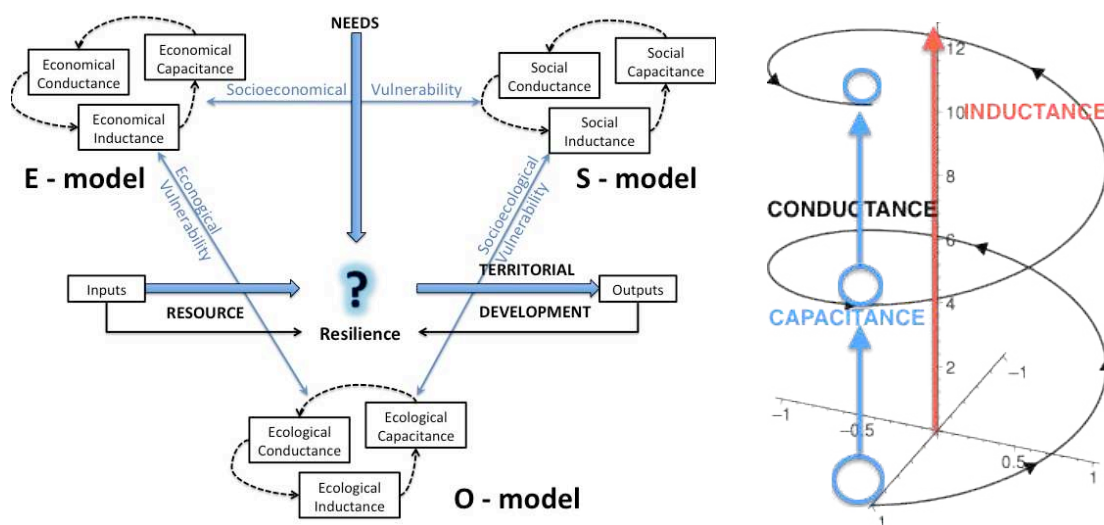 NEEDS
Economical
Conductance
Economical
Capacitance
Economical
Inductance
E - model
Socioeconomical Vulnerability
Social
Conductance
Social
Capacitance
Social
Inductance
S - model
Econogical
Vulnerability
Socioecological
Vulnerability
Inputs
RESOURCE
?
Resilience
TERRITORIAL
DEVELOPMENT
Outputs
Ecological
Conductance
Ecological
Capacitance
Ecological
Inductance
O - model
12
10
INDUCTANCE
8
CONDUCTANCE
6
4
CAPACITANCE
2
-1
-1
-0.5
0.5
1
1